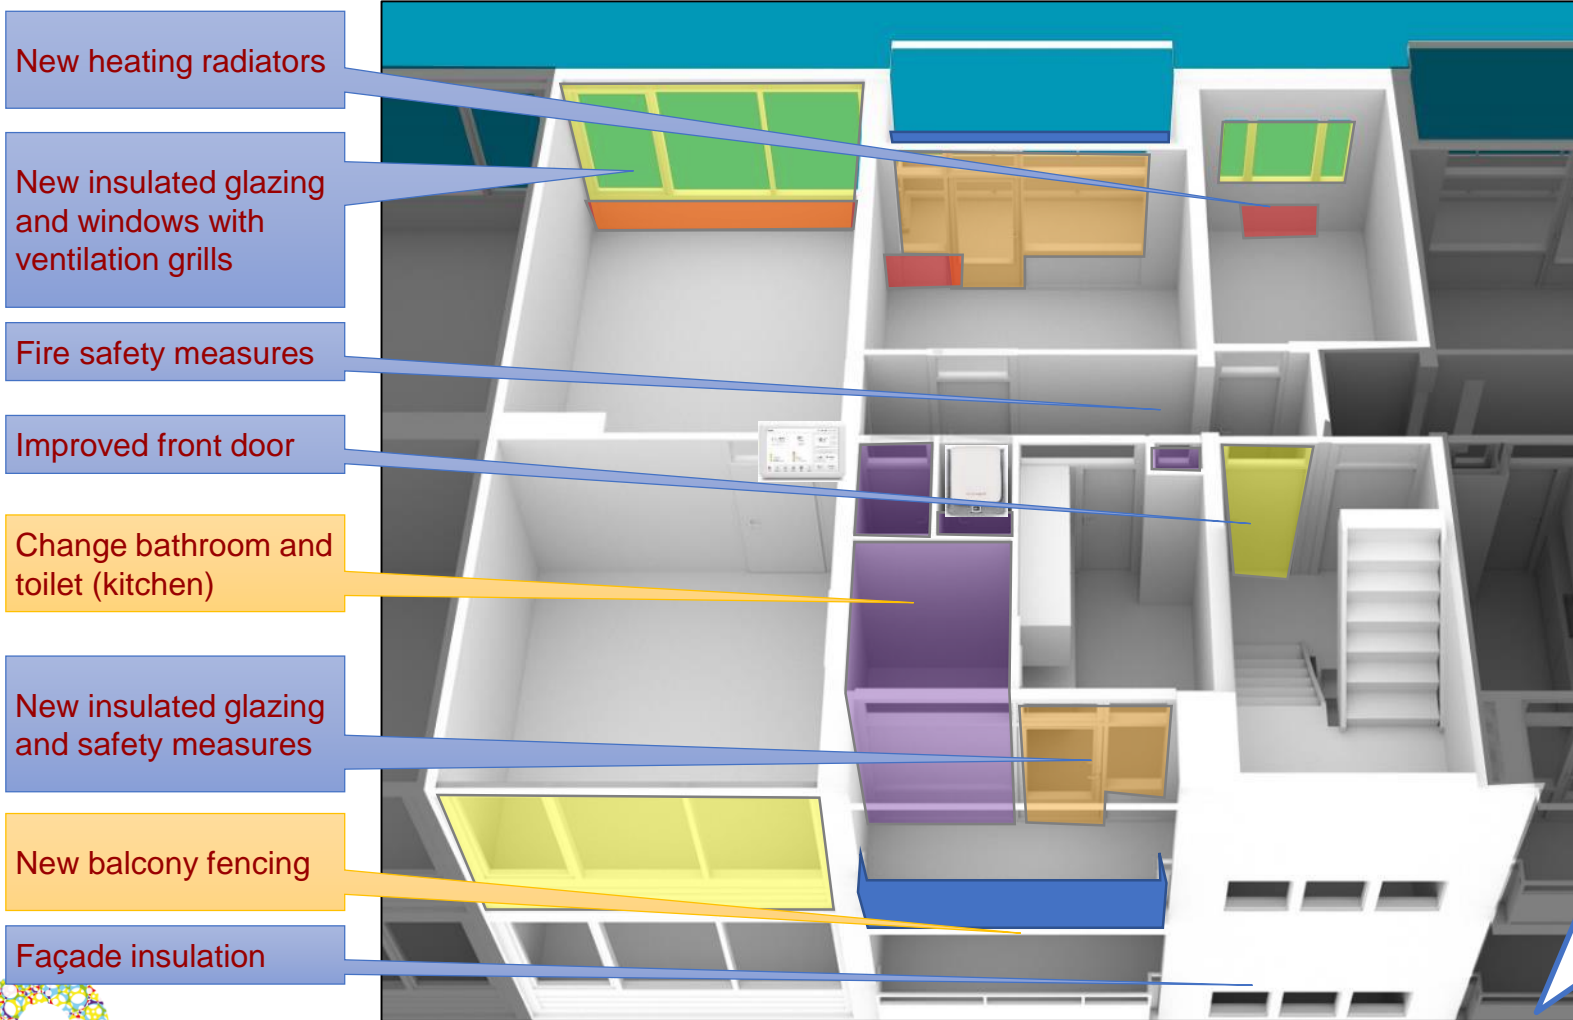 New heating radiators
New insulated glazing
and windows with
ventilation grills
Fire safety measures
Improved front door
Change bathroom and
toilet (kitchen)
New insulated glazing
and safety measures
New balcony fencing
Façade insulation